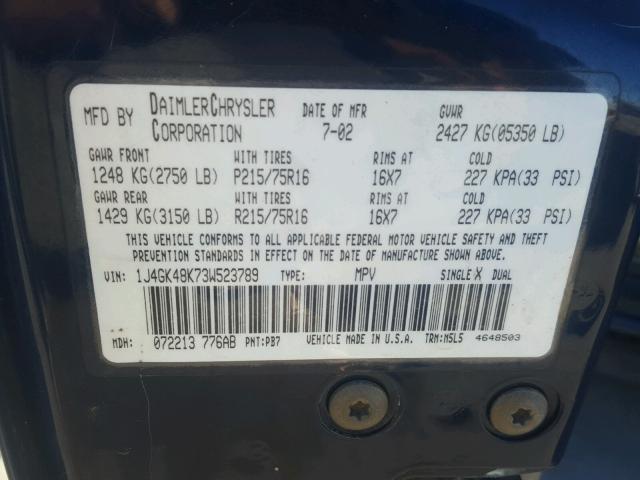 MFD BY DAIMLERCHRYSLER CORPORATION DATE OF MFR 7-02 GVWR 2427 KG(05350 LB)
GAWR FRONT WITH TIRES RIMS AT COLD
1248 KG(2750 LB) P215/75R16 16X7 227 KPA(33 PSI)
GAWR REAR WITH TIRES RIMS AT COLD
1429 KG(3150 LB) R215/75R16 16X7 227 KPA(33 PSI)
THIS VEHICLE CONFORMS TO ALL APPLICABLE FEDERAL MOTOR VEHICLE SAFETY AND THEFT
PREVENTION STANDARDS IN EFFECT ON THE DATE OF MANUFACTURE SHOWN ABOVE.
VIN: 1J4GK48K73W523789 TYPE: MPV SINGLE X DUAL
MDH: 072213 776AB PNT:PB7 VEHICLE MADE IN U.S.A. TRM:N5L5 4648503